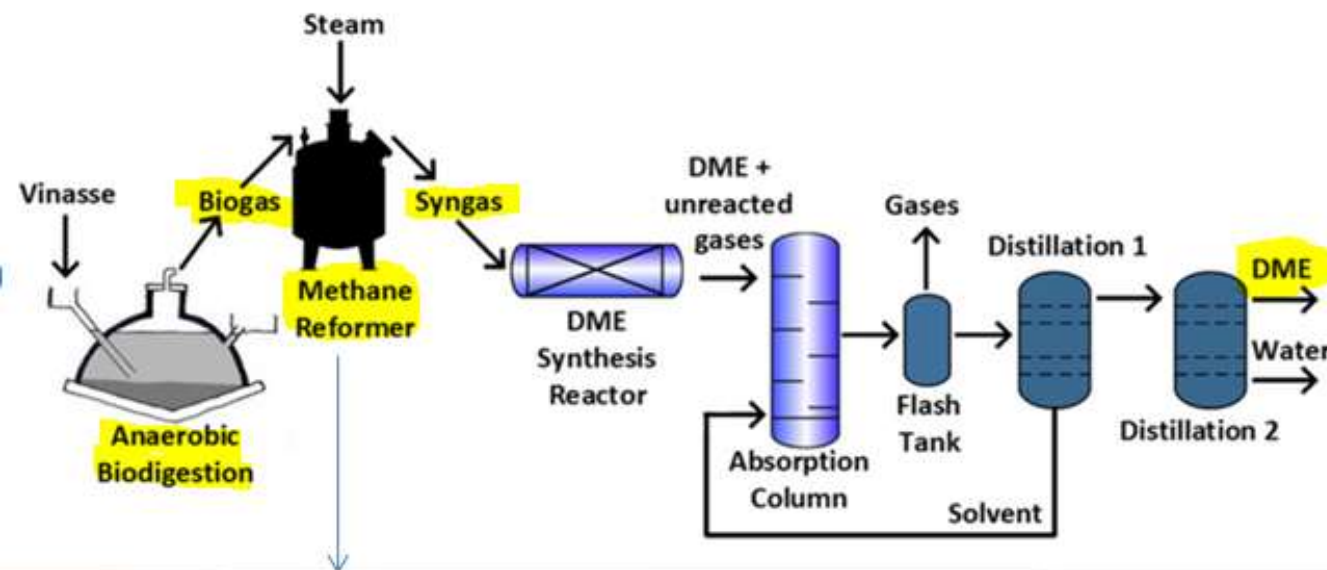 Steam
Vinasse
Biogas
Syngas
Methane
Reformer
Anaerobic
Biodigestion
DME
Synthesis
Reactor
DME +
unreacted
gases
Absorption
Column
Gases
Flash
Tank
Distillation 1
Distillation 2
DME
Water
Solvent